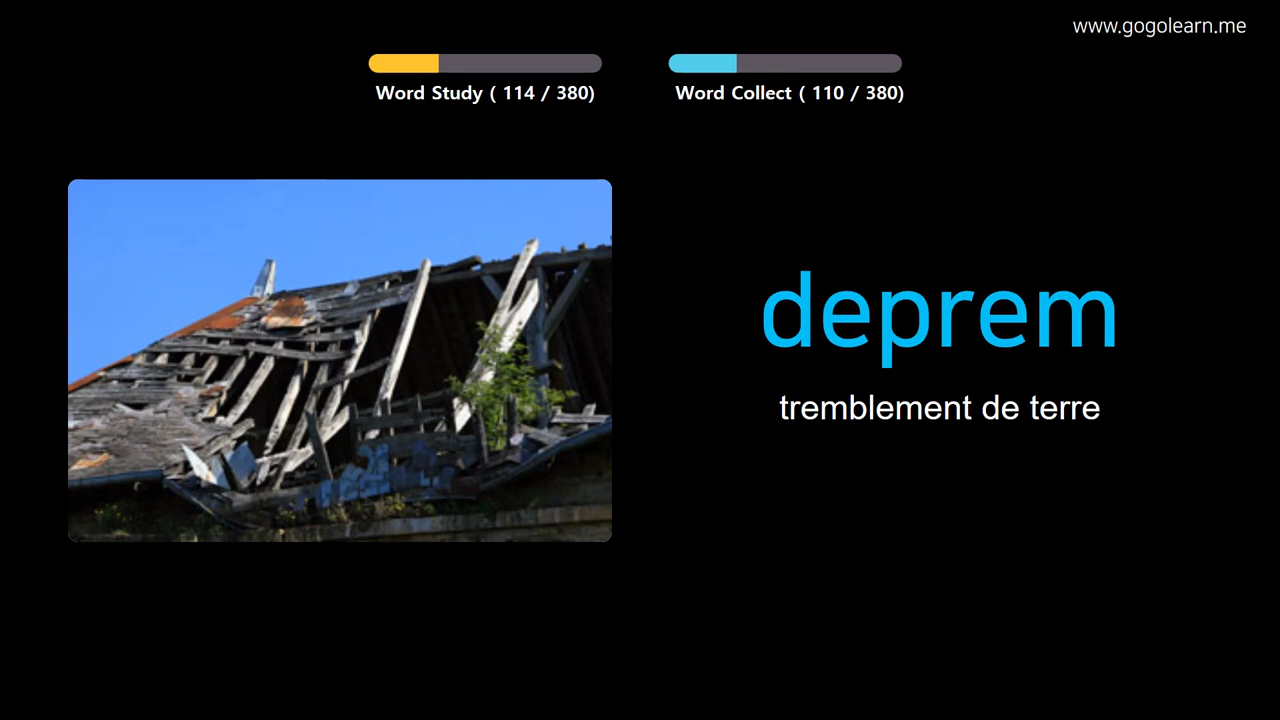 www.gogolearn.me
Word Study ( 114 / 380)
Word Collect ( 110 / 380)
deprem
tremblement de terre